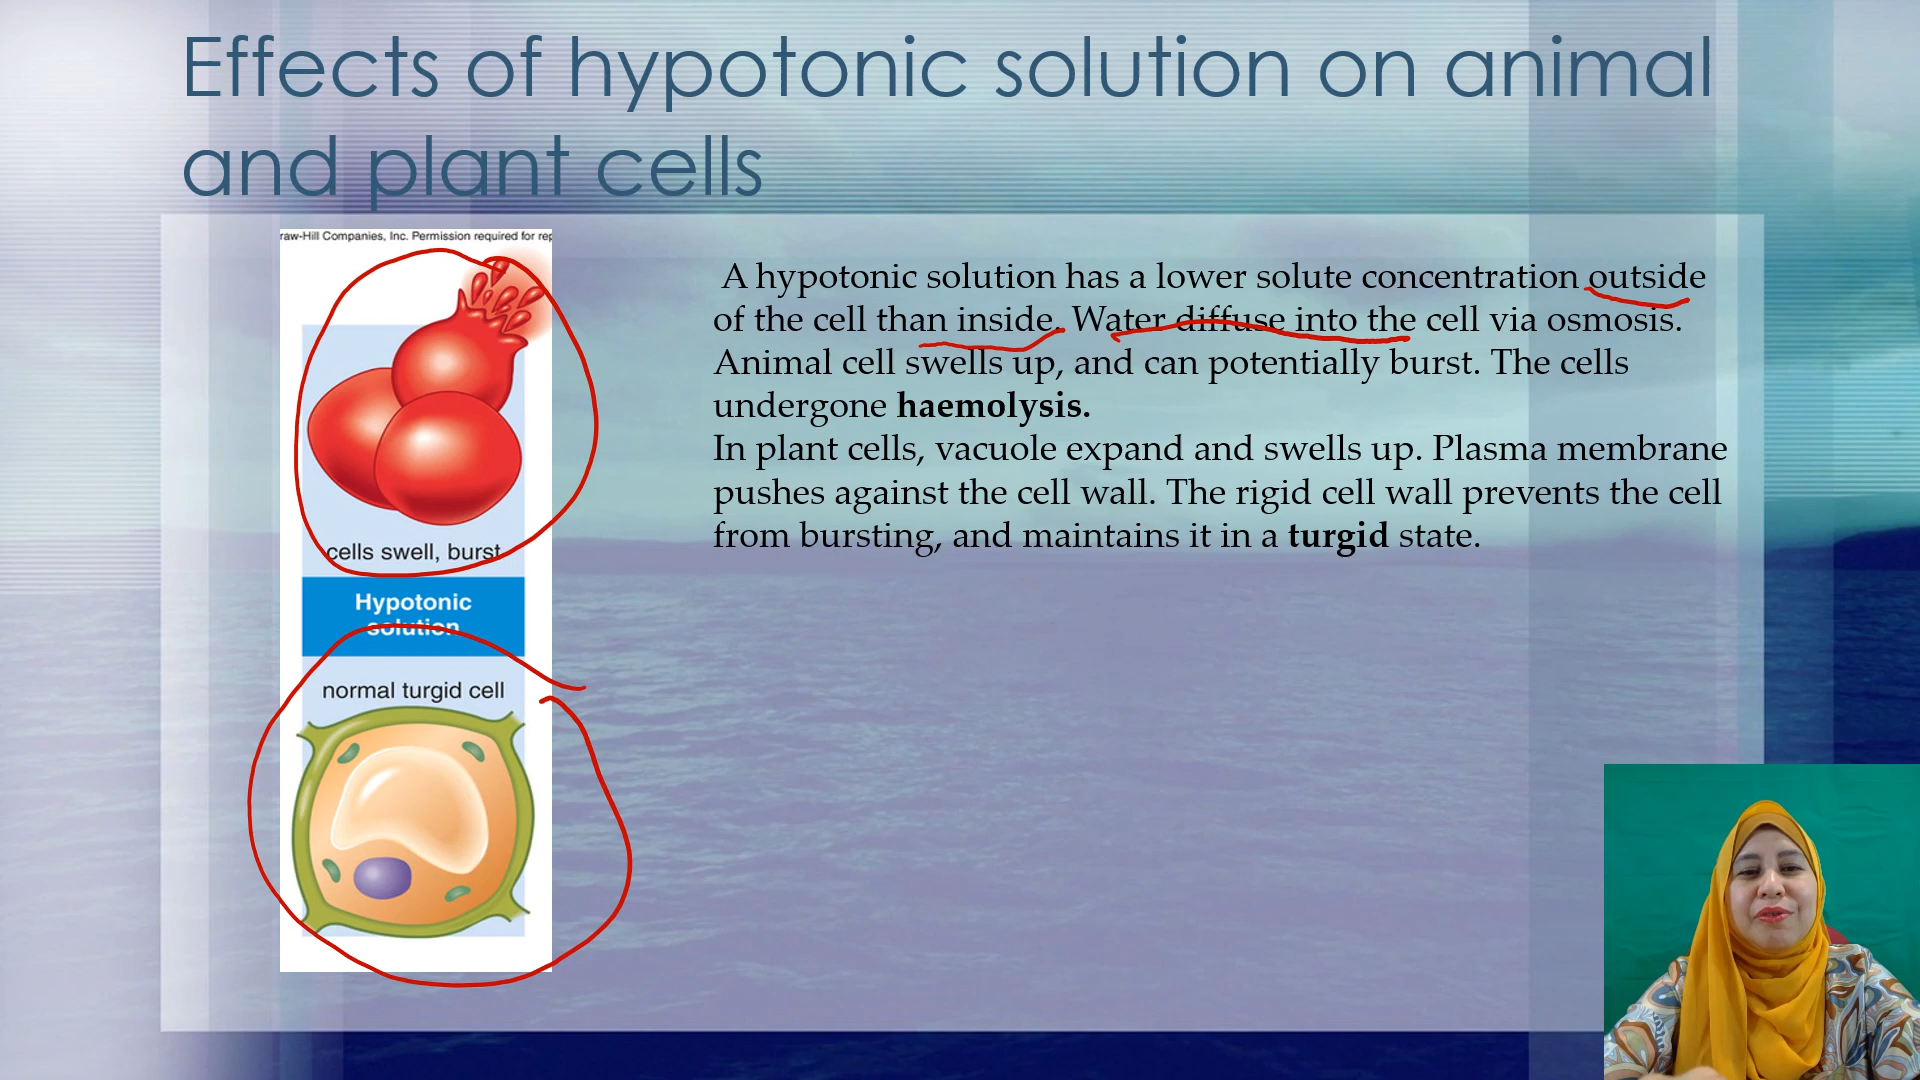 Effects of hypotonic solution on animal
and plant cells
raw-Hill Companies, Inc. Permission required for rep
cells swell, burst
Hypotonic
solution
normal turgid cell
A hypotonic solution has a lower solute concentration outside
of the cell than inside. Water diffuse into the cell via osmosis.
Animal cell swells up, and can potentially burst. The cells
undergone haemolysis.
In plant cells, vacuole expand and swells up. Plasma membrane
pushes against the cell wall. The rigid cell wall prevents the cell
from bursting, and maintains it in a turgid state.